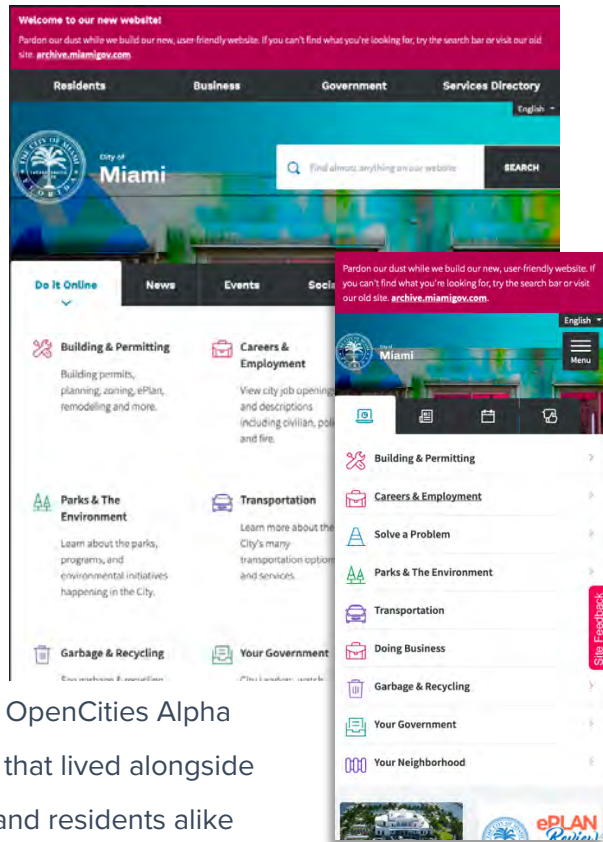 Welcome to our new website!
Pardon our dust while we build our new, user-friendly website. If you can't find what you're looking for, try the search bar or visit our old
site. archive.miamigov.com
Residents Business Government Services Directory
English
THE CITY OF MIAMI
FLORIDA
City of
Miami
Find almost anything on our website
SEARCH
Do it Online News Events Socia
Building & Permitting
Building permits,
planning, zoning, ePlan,
remodeling and more.
Careers &
Employment
View city job openings
and descriptions
including civilian, poli
and fire.
Parks & The
Environment
Learn about the parks,
programs, and
environmental initiatives
happening in the City.
Transportation
Learn more about the
City's many
transportation option
and services.
Garbage & Recycling
Your Government
Pardon our dust while we build our new, user-friendly website. If
you can't find what you're looking for, try the search bar or visit
our old site. archive.miamigov.com.
English
City of
Miami
Menu
Building & Permitting
Careers & Employment
Solve a Problem
Parks & The Environment
Transportation
Doing Business
Garbage & Recycling
Your Government
Your Neighborhood
Site Feedback
ePLAN
Review
OpenCities Alpha
that lived alongside
and residents alike